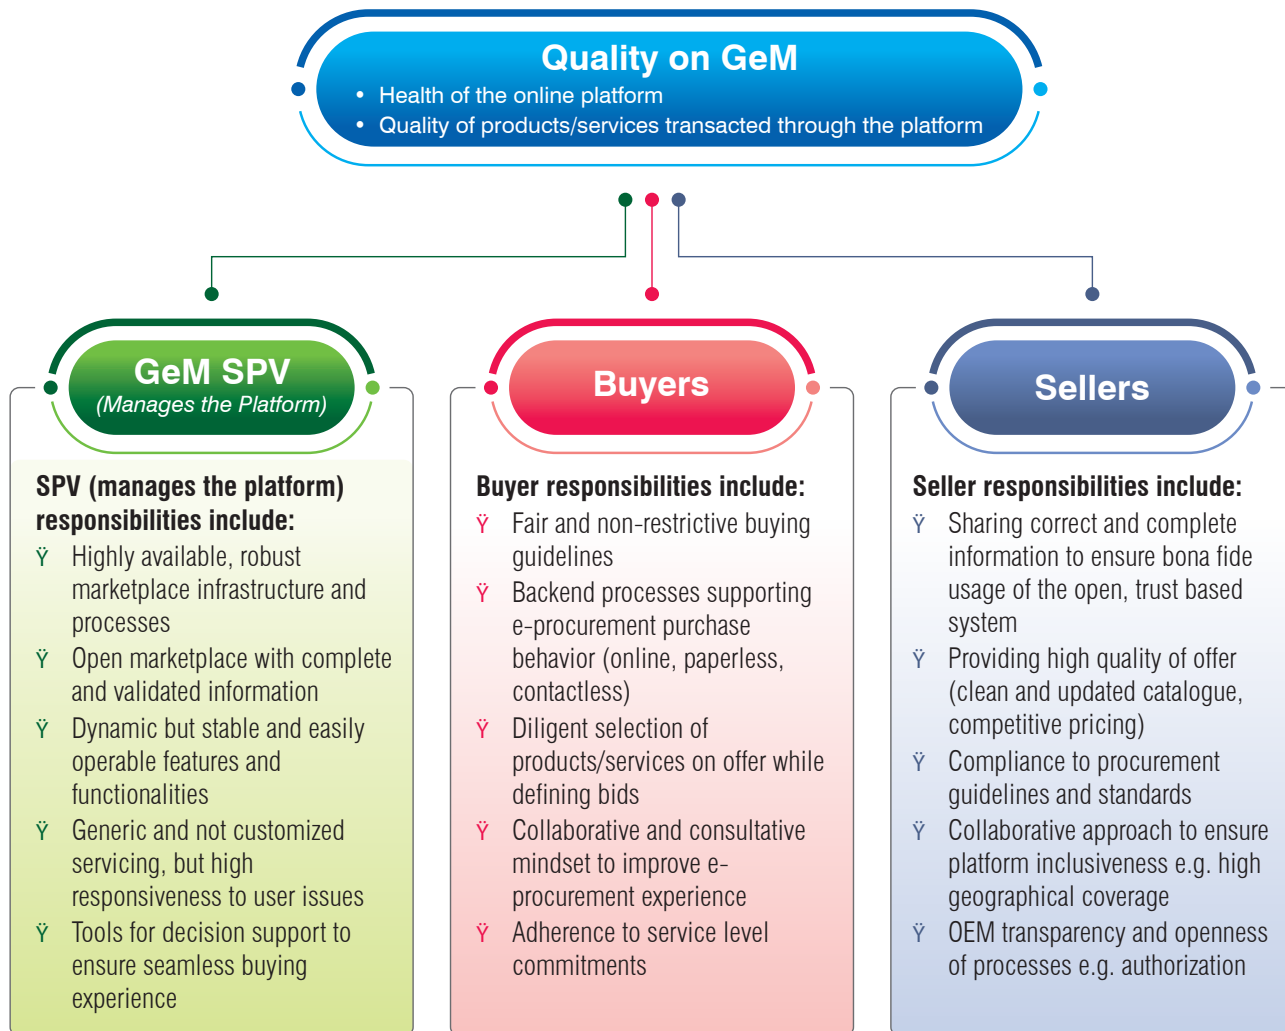 Quality on GeM
• Health of the online platform
• Quality of products/services transacted through the platform
GeM SPV
(Manages the Platform)
SPV (manages the platform)
responsibilities include:
Ÿ Highly available, robust
marketplace infrastructure and
processes
Ÿ Open marketplace with complete
and validated information
Ÿ Dynamic but stable and easily
operable features and
functionalities
Ÿ Generic and not customized
servicing, but high
responsiveness to user issues
Ÿ Tools for decision support to
ensure seamless buying
experience
Buyers
Buyer responsibilities include:
Ÿ Fair and non-restrictive buying
guidelines
Ÿ Backend processes supporting
e-procurement purchase
behavior (online, paperless,
contactless)
Ÿ Diligent selection of
products/services on offer while
defining bids
Ÿ Collaborative and consultative
mindset to improve e-
procurement experience
Ÿ Adherence to service level
commitments
Sellers
Seller responsibilities include:
Ÿ Sharing correct and complete
information to ensure bona fide
usage of the open, trust based
system
Ÿ Providing high quality of offer
(clean and updated catalogue,
competitive pricing)
Ÿ Compliance to procurement
guidelines and standards
Ÿ Collaborative approach to ensure
platform inclusiveness e.g. high
geographical coverage
Ÿ OEM transparency and openness
of processes e.g. authorization